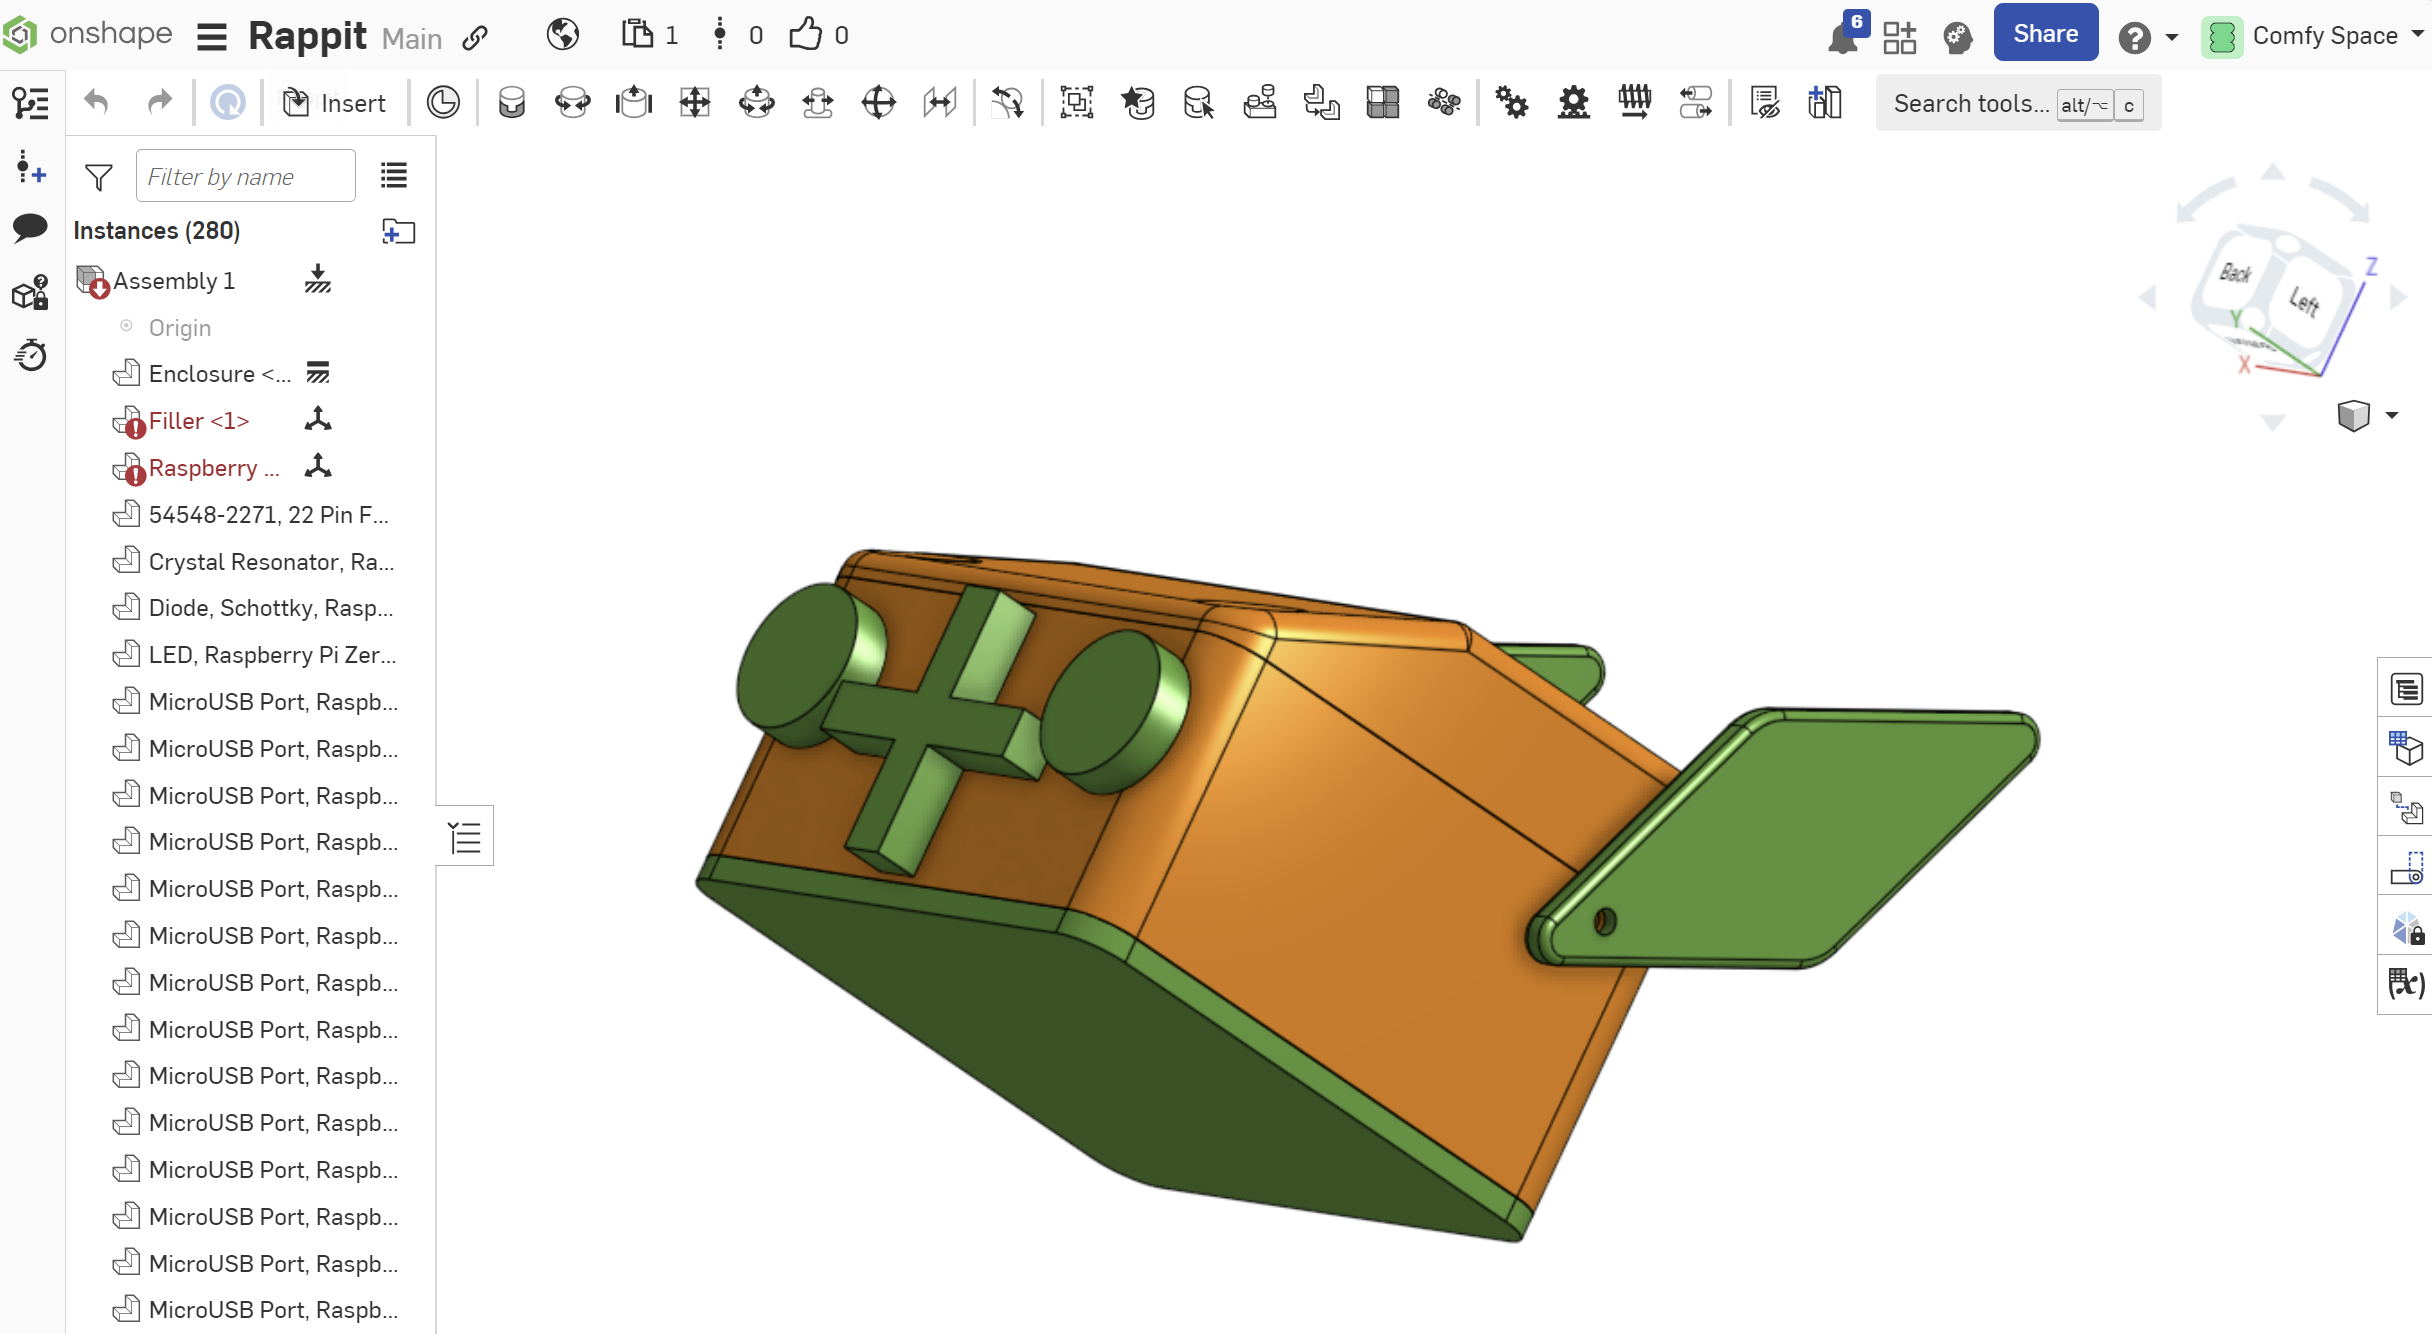 onshape Rappit Main 1 0 0 6 Share Comfy Space
Insert Search tools... alt/⌥ c
Filter by name
Instances (280)
Assembly 1
Origin
Enclosure <...
Filler <1>
Raspberry ...
54548-2271, 22 Pin F...
Crystal Resonator, Ra...
Diode, Schottky, Rasp...
LED, Raspberry Pi Zer...
MicroUSB Port, Raspb...
MicroUSB Port, Raspb...
MicroUSB Port, Raspb...
MicroUSB Port, Raspb...
MicroUSB Port, Raspb...
MicroUSB Port, Raspb...
MicroUSB Port, Raspb...
MicroUSB Port, Raspb...
MicroUSB Port, Raspb...
MicroUSB Port, Raspb...
MicroUSB Port, Raspb...
MicroUSB Port, Raspb...
MicroUSB Port, Raspb...
MicroUSB Port, Raspb...
Back Left Z
Y
X
(x)